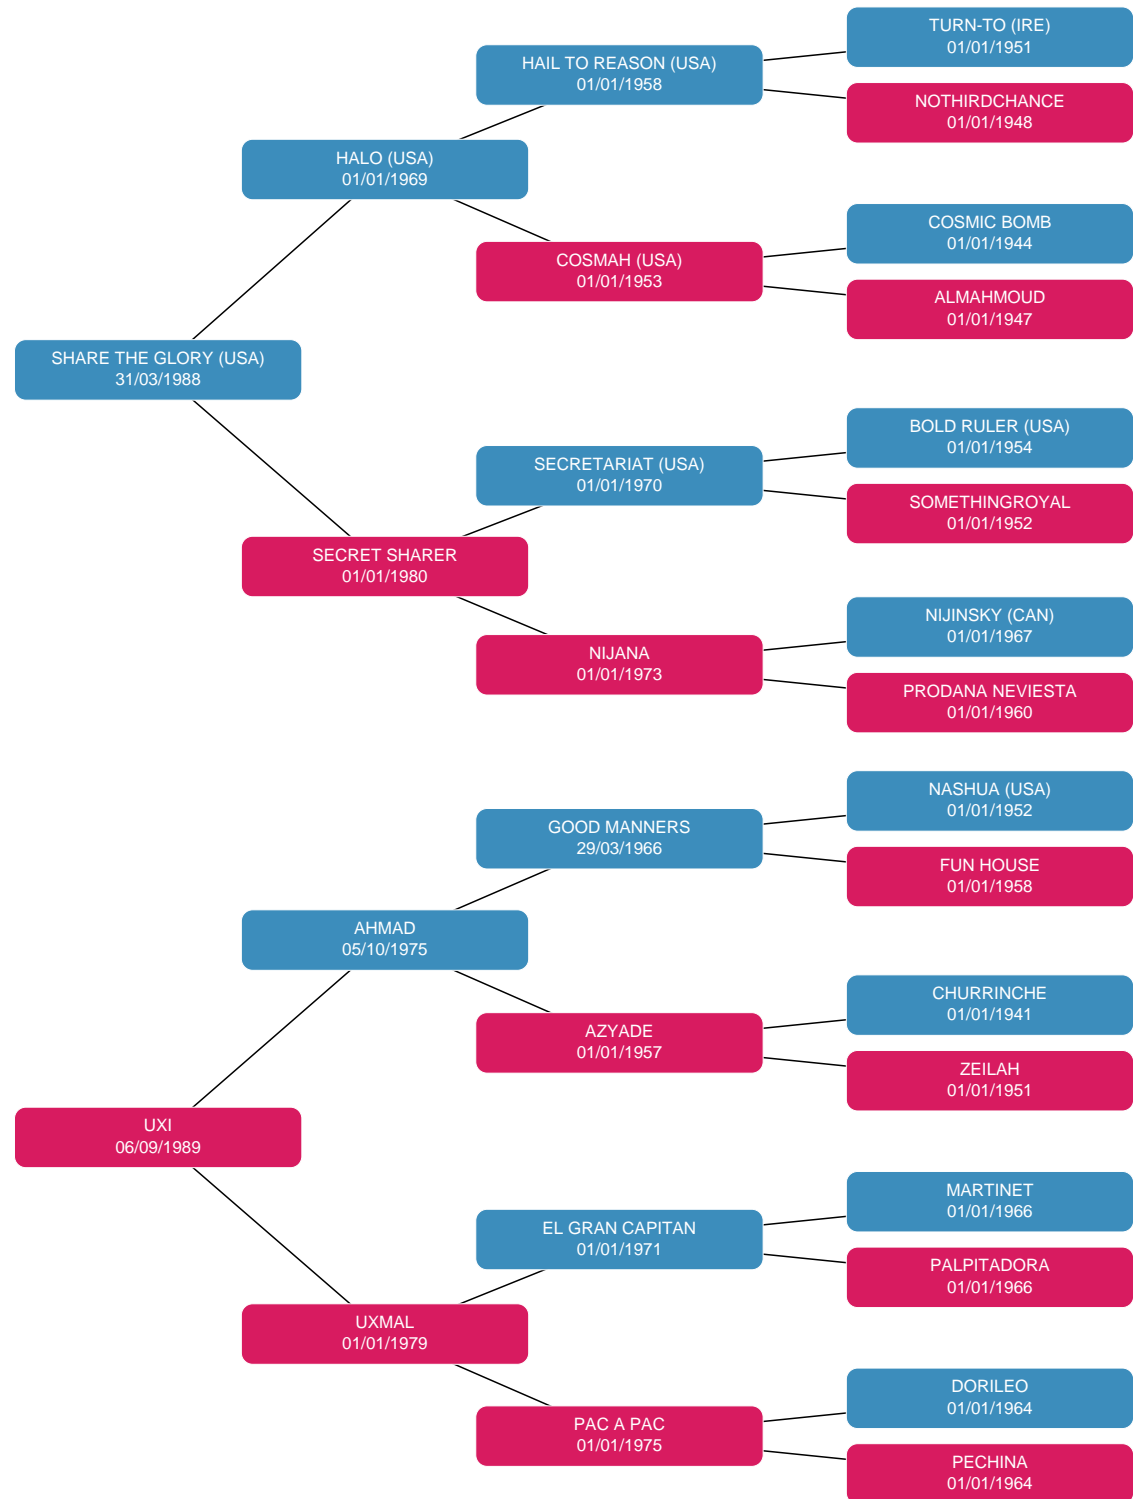 TURN-TO (IRE)
01/01/1951
HAIL TO REASON (USA)
01/01/1958
NOTHIRDCHANCE
01/01/1948
HALO (USA)
01/01/1969
COSMIC BOMB
01/01/1944
COSMAH (USA)
01/01/1953
ALMAHMOUD
01/01/1947
SHARE THE GLORY (USA)
31/03/1988
BOLD RULER (USA)
01/01/1954
SECRETARIAT (USA)
01/01/1970
SOMETHINGROYAL
01/01/1952
SECRET SHARER
01/01/1980
NIJINSKY (CAN)
01/01/1967
NIJANA
01/01/1973
PRODANA NEVIESTA
01/01/1960
NASHUA (USA)
01/01/1952
GOOD MANNERS
29/03/1966
FUN HOUSE
01/01/1958
AHMAD
05/10/1975
CHURRINCHE
01/01/1941
AZYADE
01/01/1957
ZEILAH
01/01/1951
UXI
06/09/1989
MARTINET
01/01/1966
EL GRAN CAPITAN
01/01/1971
PALPITADORA
01/01/1966
UXMAL
01/01/1979
DORILEO
01/01/1964
PAC A PAC
01/01/1975
PECHINA
01/01/1964